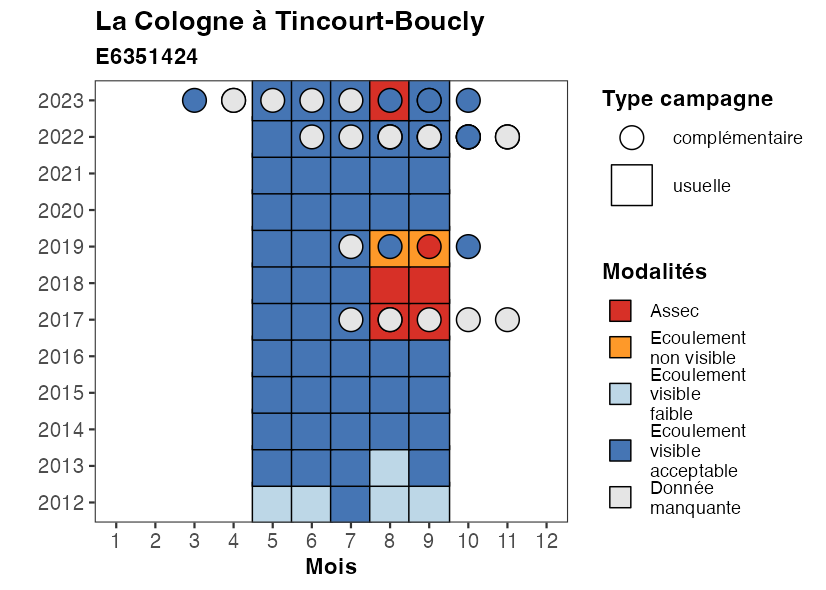 La Cologne à Tincourt-Boucly
E6351424
2023
2022
2021
2020
2019
2018
2017
2016
2015
2014
2013
2012
1 2 3 4 5 6 7 8 9 10 11 12
Mois
Type campagne
complémentaire
usuelle
Modalités
Assec
Ecoulement
non visible
Ecoulement
visible
faible
Ecoulement
visible
acceptable
Donnée
manquante